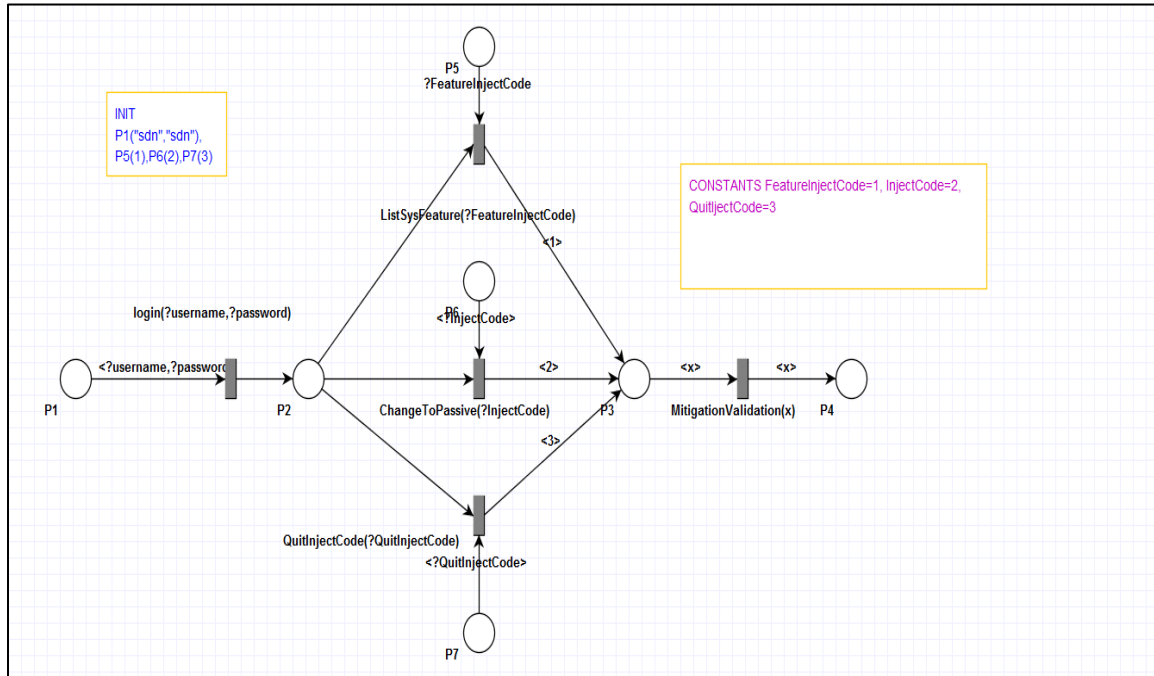 P5
?FeatureInjectCode
INIT
P1("sdn","sdn"),
P5(1),P6(2),P7(3)
CONSTANTS FeatureInjectCode=1, InjectCode=2,
QuitIjectCode=3
ListSysFeature(?FeatureInjectCode)
<1>
P6
<?InjectCode>
login(?username,?password)
<?username,?password
<2>
<x>
<x>
P1
P2
ChangeToPassive(?InjectCode)
P3
MitigationValidation(x)
P4
<3>
QuitInjectCode(?QuitInjectCode)
<?QuitInjectCode>
P7